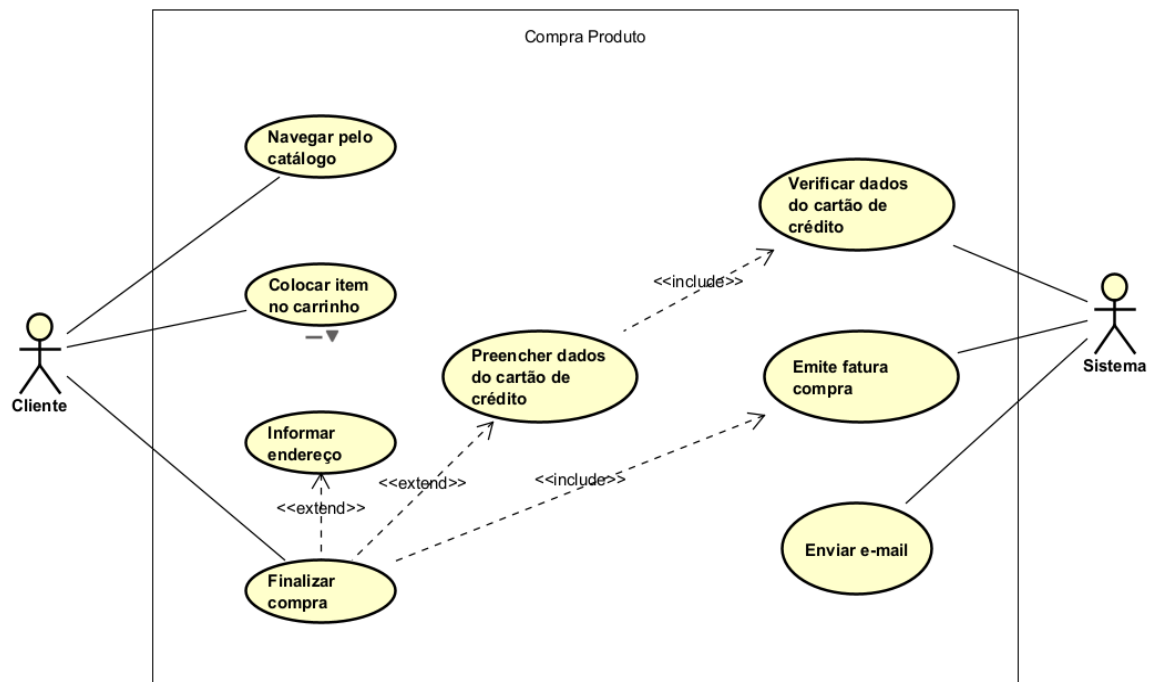 Compra Produto
Navegar pelo
catálogo
Verificar dados
do cartão de
crédito
Colocar item
no carrinho
<<include>>
Preencher dados
do cartão de
crédito
Emite fatura
compra
Sistema
Cliente
Informar
endereço
<<extend>>
<<include>>
<<extend>>
Enviar e-mail
Finalizar
compra